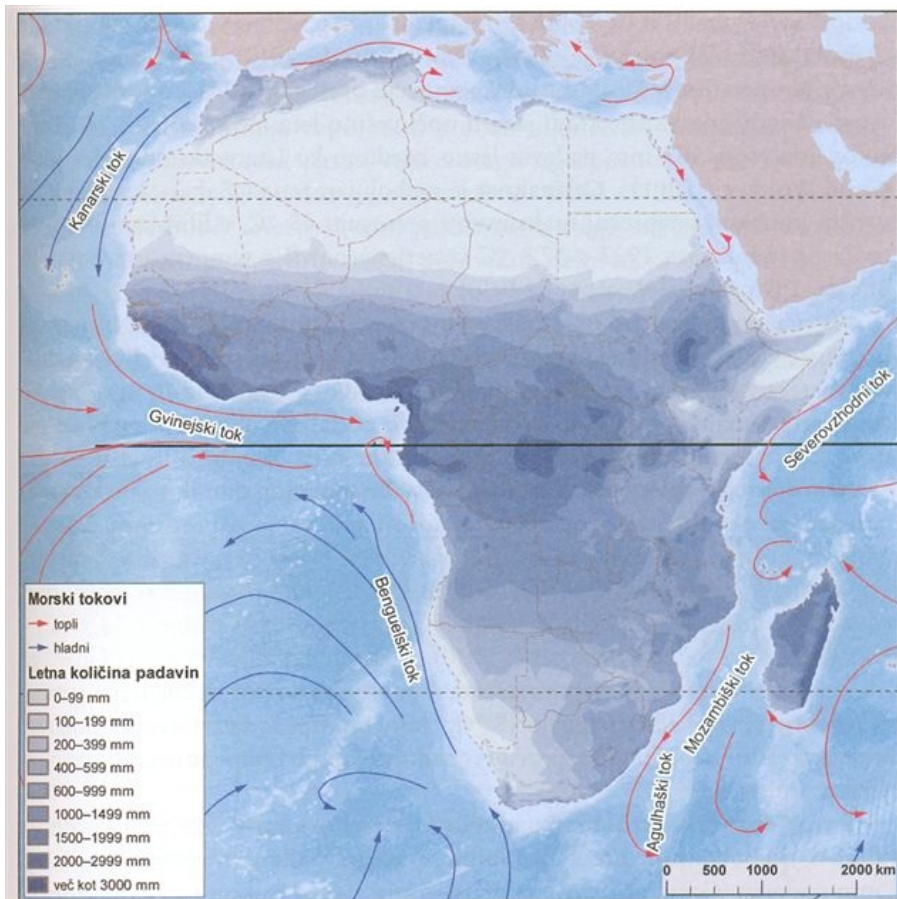 Kanarski tok
Gvinejski tok
Severovzhodni tok
Benguelski tok
Mozambiški tok
Agulhaški tok
Morski tokovi
topli
hladni
Letna količina padavin
0–99 mm
100–199 mm
200–399 mm
400–599 mm
600–999 mm
1000–1499 mm
1500–1999 mm
2000–2999 mm
več kot 3000 mm
0 500 1000 2000 km